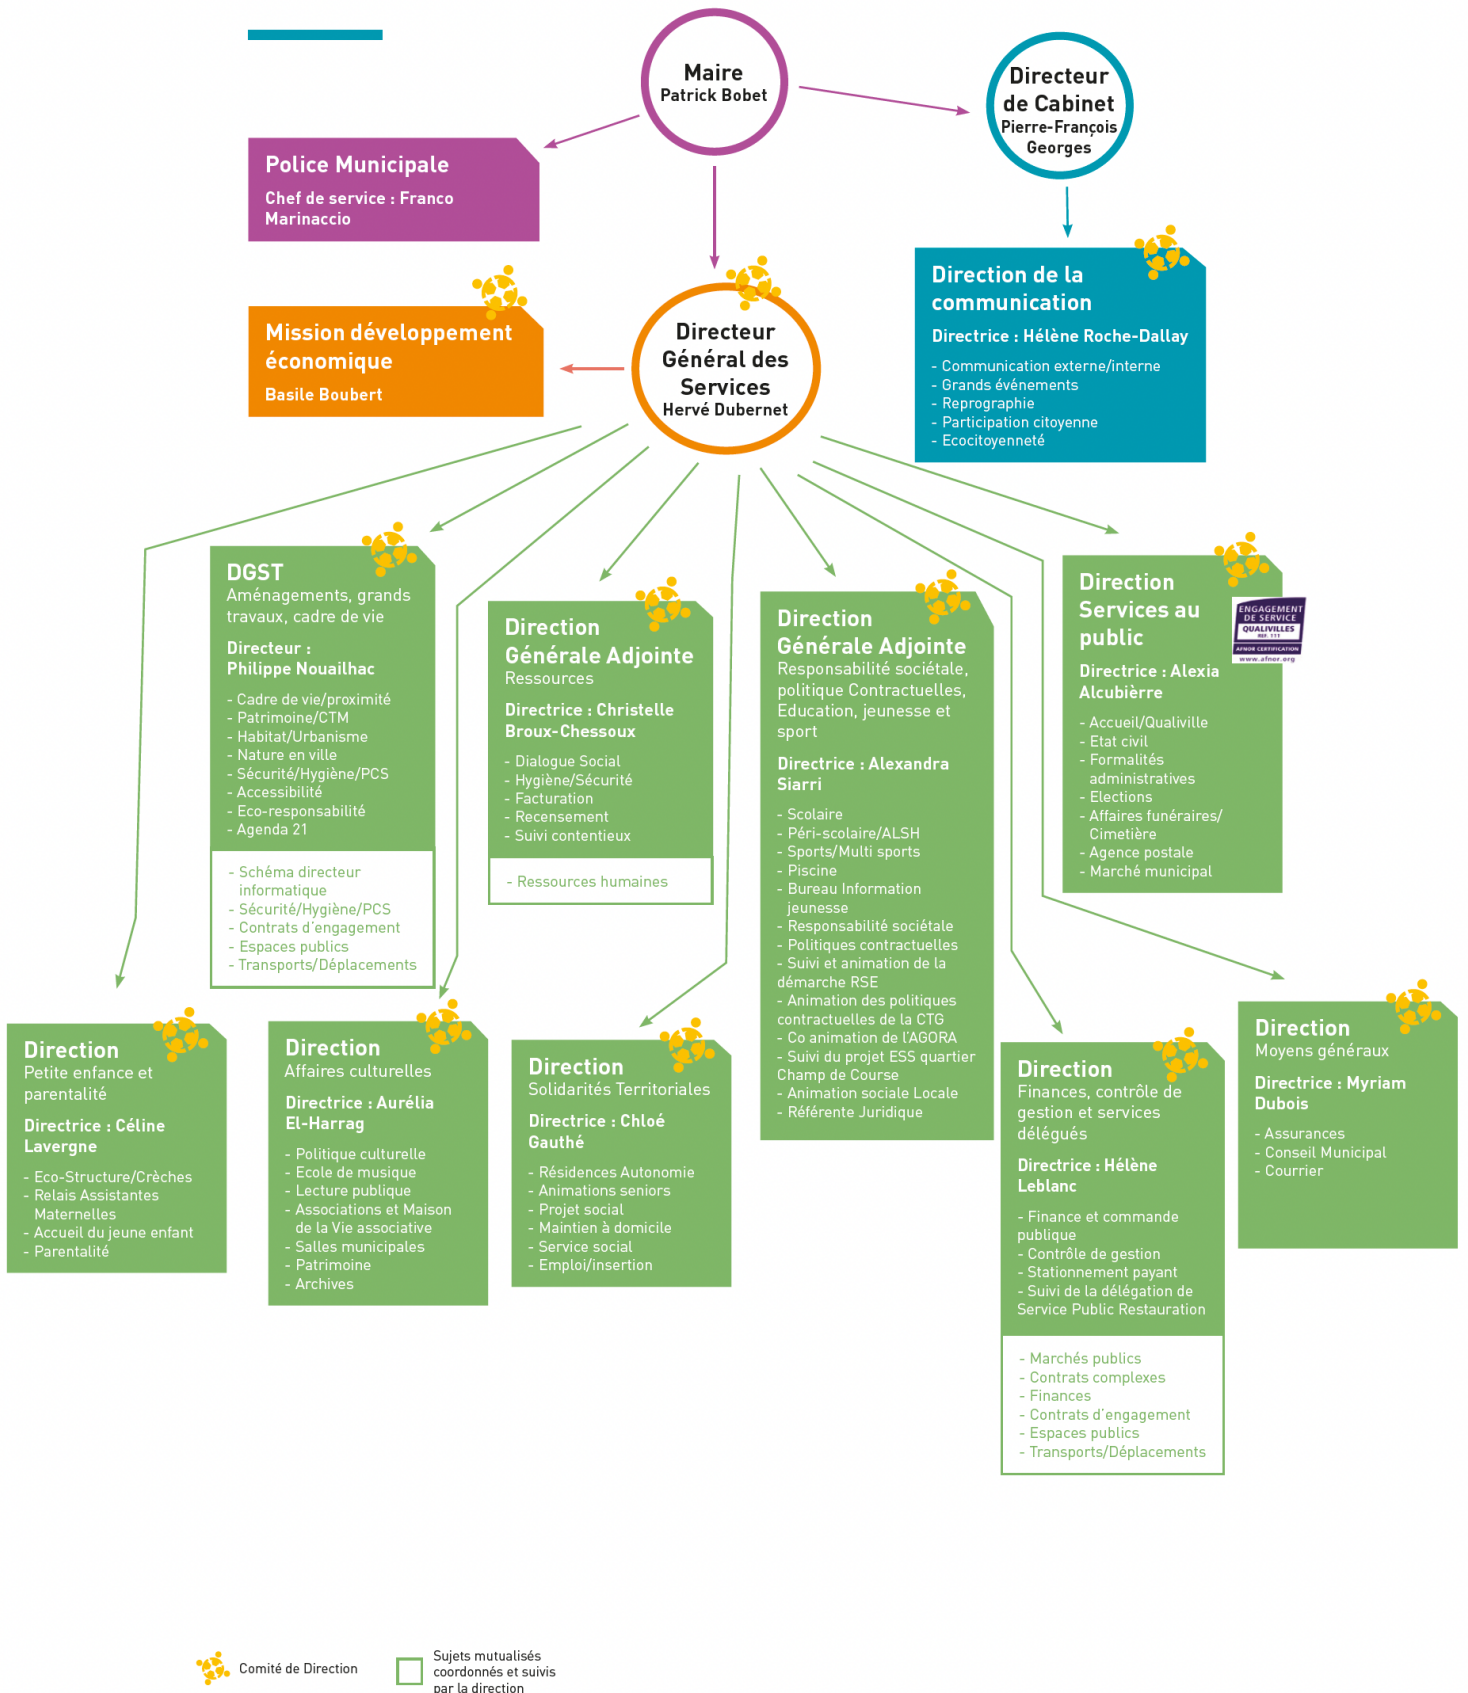 Maire
Patrick Bobet
Directeur
de Cabinet
Pierre-François
Georges
Police Municipale
Chef de service : Franco
Marinaccio
Mission développement
économique
Basile Boubert
Directeur
Général des
Services
Hervé Dubernet
Direction de la
communication
Directrice : Hélène Roche-Dallay
- Communication externe/interne
- Grands événements
- Reprographie
- Participation citoyenne
- Ecocitoyenneté
DGST
Aménagements, grands
travaux, cadre de vie
Directeur :
Philippe Nouailhac
- Cadre de vie/proximité
- Patrimoine/CTM
- Habitat/Urbanisme
- Nature en ville
- Sécurité/Hygiène/PCS
- Accessibilité
- Eco-responsabilité
- Agenda 21
- Schéma directeur
informatique
- Sécurité/Hygiène/PCS
- Contrats d'engagement
- Espaces publics
- Transports/Déplacements
Direction
Générale Adjointe
Ressources
Directrice : Christelle
Broux-Chessoux
- Dialogue Social
- Hygiène/Sécurité
- Facturation
- Recensement
- Suivi contentieux
- Ressources humaines
Direction
Générale Adjointe
Responsabilité sociétale,
politique Contractuelles,
Education, jeunesse et
sport
Directrice : Alexandra
Siarri
- Scolaire
- Péri-scolaire/ALSH
- Sports/Multi sports
- Piscine
- Bureau Information
jeunesse
- Responsabilité sociétale
- Politiques contractuelles
- Suivi et animation de la
démarche RSE
- Animation des politiques
contractuelles de la CTG
- Co animation de l'AGORA
- Suivi du projet ESS quartier
Champ de Course
- Animation sociale Locale
- Référente Juridique
Direction
Services au
public
Directrice : Alexia
Alcubièrre
- Accueil/Qualiville
- Etat civil
- Formalités
administratives
- Elections
- Affaires funéraires/
Cimetière
- Agence postale
- Marché municipal
ENGAGEMENT
DE SERVICE
QUALIVILLES
REF. 111
AFNOR CERTIFICATION
www.afnor.org
Direction
Petite enfance et
parentalité
Directrice : Céline
Lavergne
- Eco-Structure/Crèches
- Relais Assistantes
Maternelles
- Accueil du jeune enfant
- Parentalité
Direction
Affaires culturelles
Directrice : Aurélia
El-Harrag
- Politique culturelle
- Ecole de musique
- Lecture publique
- Associations et Maison
de la Vie associative
- Salles municipales
- Patrimoine
- Archives
Direction
Solidarités Territoriales
Directrice : Chloé
Gauthé
- Résidences Autonomie
- Animations seniors
- Projet social
- Maintien à domicile
- Service social
- Emploi/insertion
Direction
Finances, contrôle de
gestion et services
délégués
Directrice : Hélène
Leblanc
- Finance et commande
publique
- Contrôle de gestion
- Stationnement payant
- Suivi de la délégation de
Service Public Restauration
- Marchés publics
- Contrats complexes
- Finances
- Contrats d'engagement
- Espaces publics
- Transports/Déplacements
Direction
Moyens généraux
Directrice : Myriam
Dubois
- Assurances
- Conseil Municipal
- Courrier
Comité de Direction
Sujets mutualisés
coordonnés et suivis
par la direction